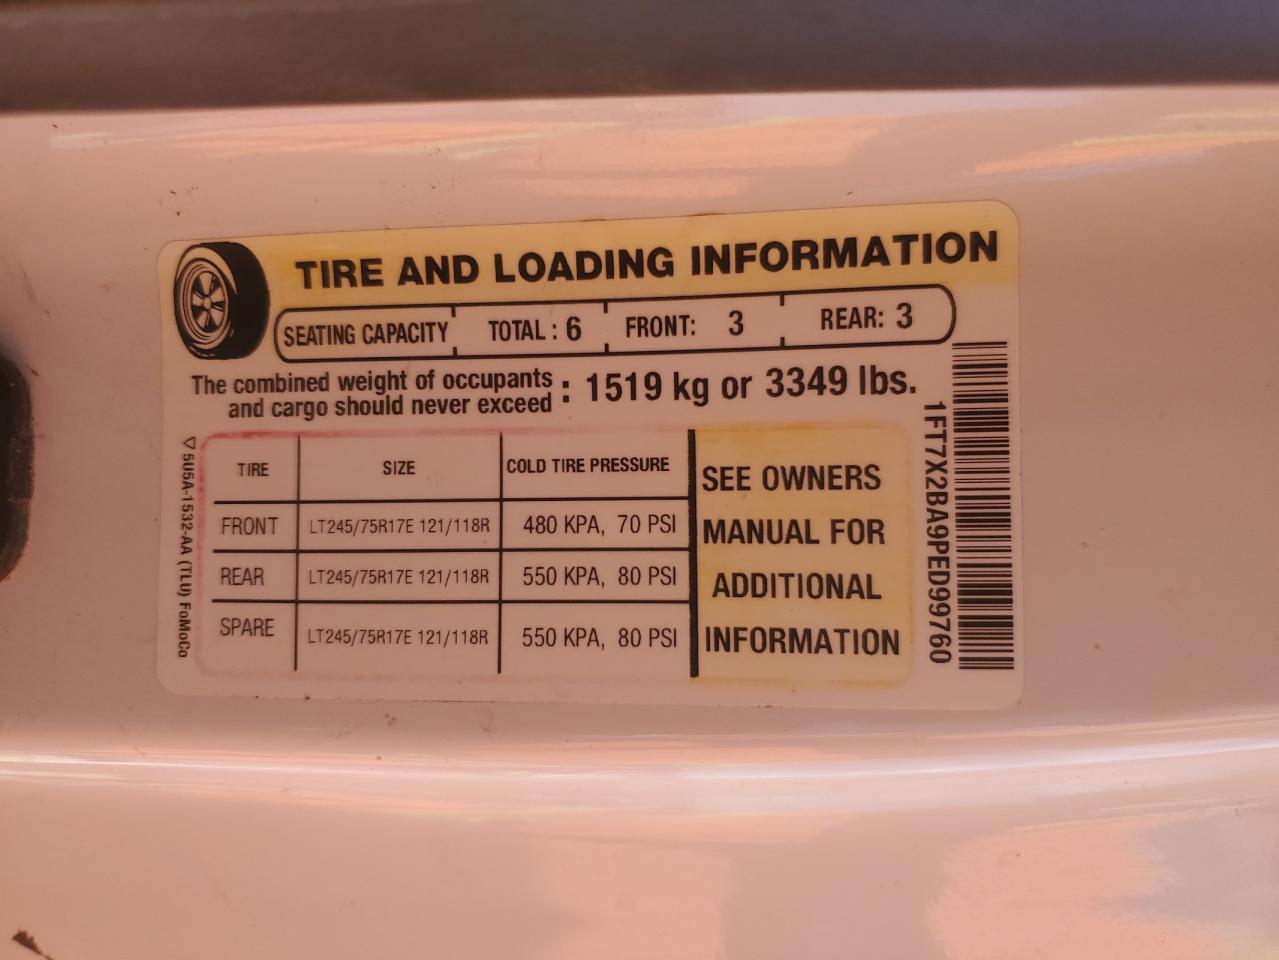 TIRE AND LOADING INFORMATION
SEATING CAPACITY TOTAL : 6 FRONT: 3 REAR: 3
The combined weight of occupants
and cargo should never exceed : 1519 kg or 3349 lbs.
TIRE SIZE COLD TIRE PRESSURE
FRONT LT245/75R17E 121/118R 480 KPA, 70 PSI
REAR LT245/75R17E 121/118R 550 KPA, 80 PSI
SPARE LT245/75R17E 121/118R 550 KPA, 80 PSI
SEE OWNERS
MANUAL FOR
ADDITIONAL
INFORMATION
5U5A-1532-AA (TLU) FoMoCo
1FT7X2BA9PED99760